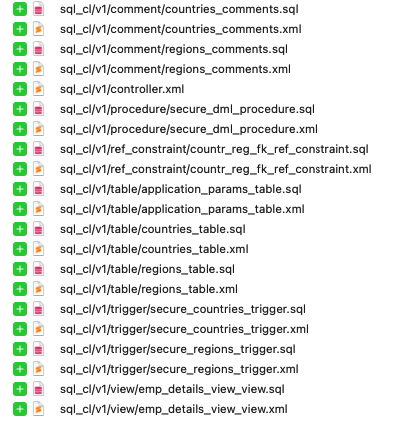 sql_cl/v1/comment/countries_comments.sql
sql_cl/v1/comment/countries_comments.xml
sql_cl/v1/comment/regions_comments.sql
sql_cl/v1/comment/regions_comments.xml
sql_cl/v1/controller.xml
sql_cl/v1/procedure/secure_dml_procedure.sql
sql_cl/v1/procedure/secure_dml_procedure.xml
sql_cl/v1/ref_constraint/countr_reg_fk_ref_constraint.sql
sql_cl/v1/ref_constraint/countr_reg_fk_ref_constraint.xml
sql_cl/v1/table/application_params_table.sql
sql_cl/v1/table/application_params_table.xml
sql_cl/v1/table/countries_table.sql
sql_cl/v1/table/countries_table.xml
sql_cl/v1/table/regions_table.sql
sql_cl/v1/table/regions_table.xml
sql_cl/v1/trigger/secure_countries_trigger.sql
sql_cl/v1/trigger/secure_countries_trigger.xml
sql_cl/v1/trigger/secure_regions_trigger.sql
sql_cl/v1/trigger/secure_regions_trigger.xml
sql_cl/v1/view/emp_details_view_view.sql
sql_cl/v1/view/emp_details_view_view.xml